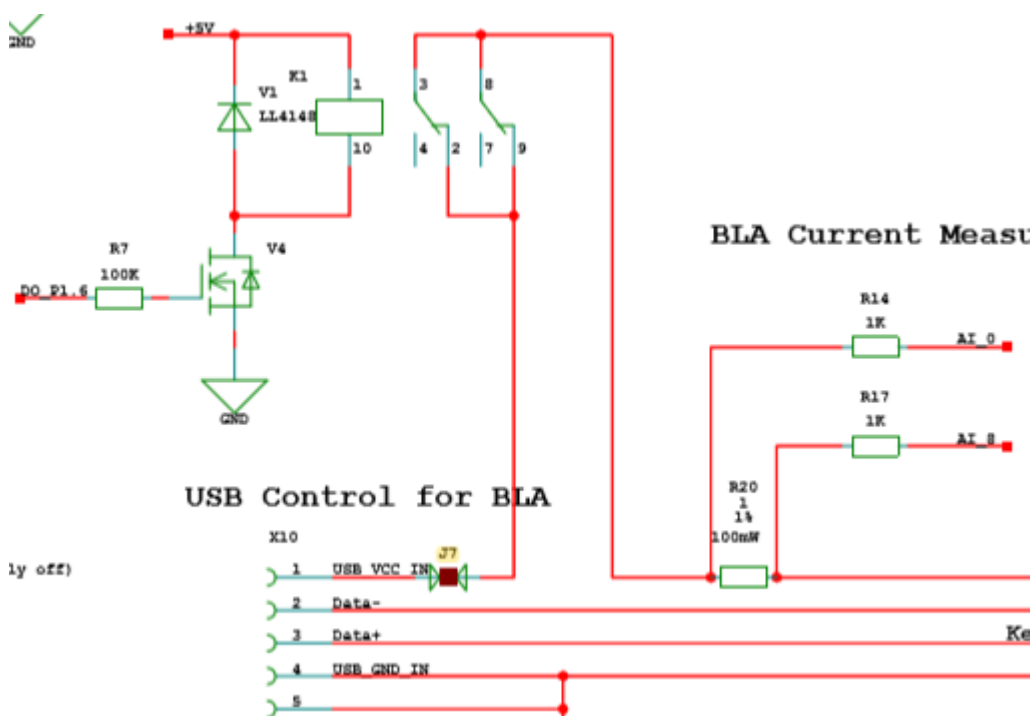 GND
+5V
K1
1
V1
LL4148
10
3
8
4
2
7
9
R7
100K
V4
DO_P1.6
GND
BLA Current Measu
R14
1K
AI_0
R17
1K
AI_8
USB Control for BLA
R20
1
1%
100mW
X10
J7
ly off)
1
USB_VCC_IN
2
Data-
3
Data+
Ke
4
USB_GND_IN
5